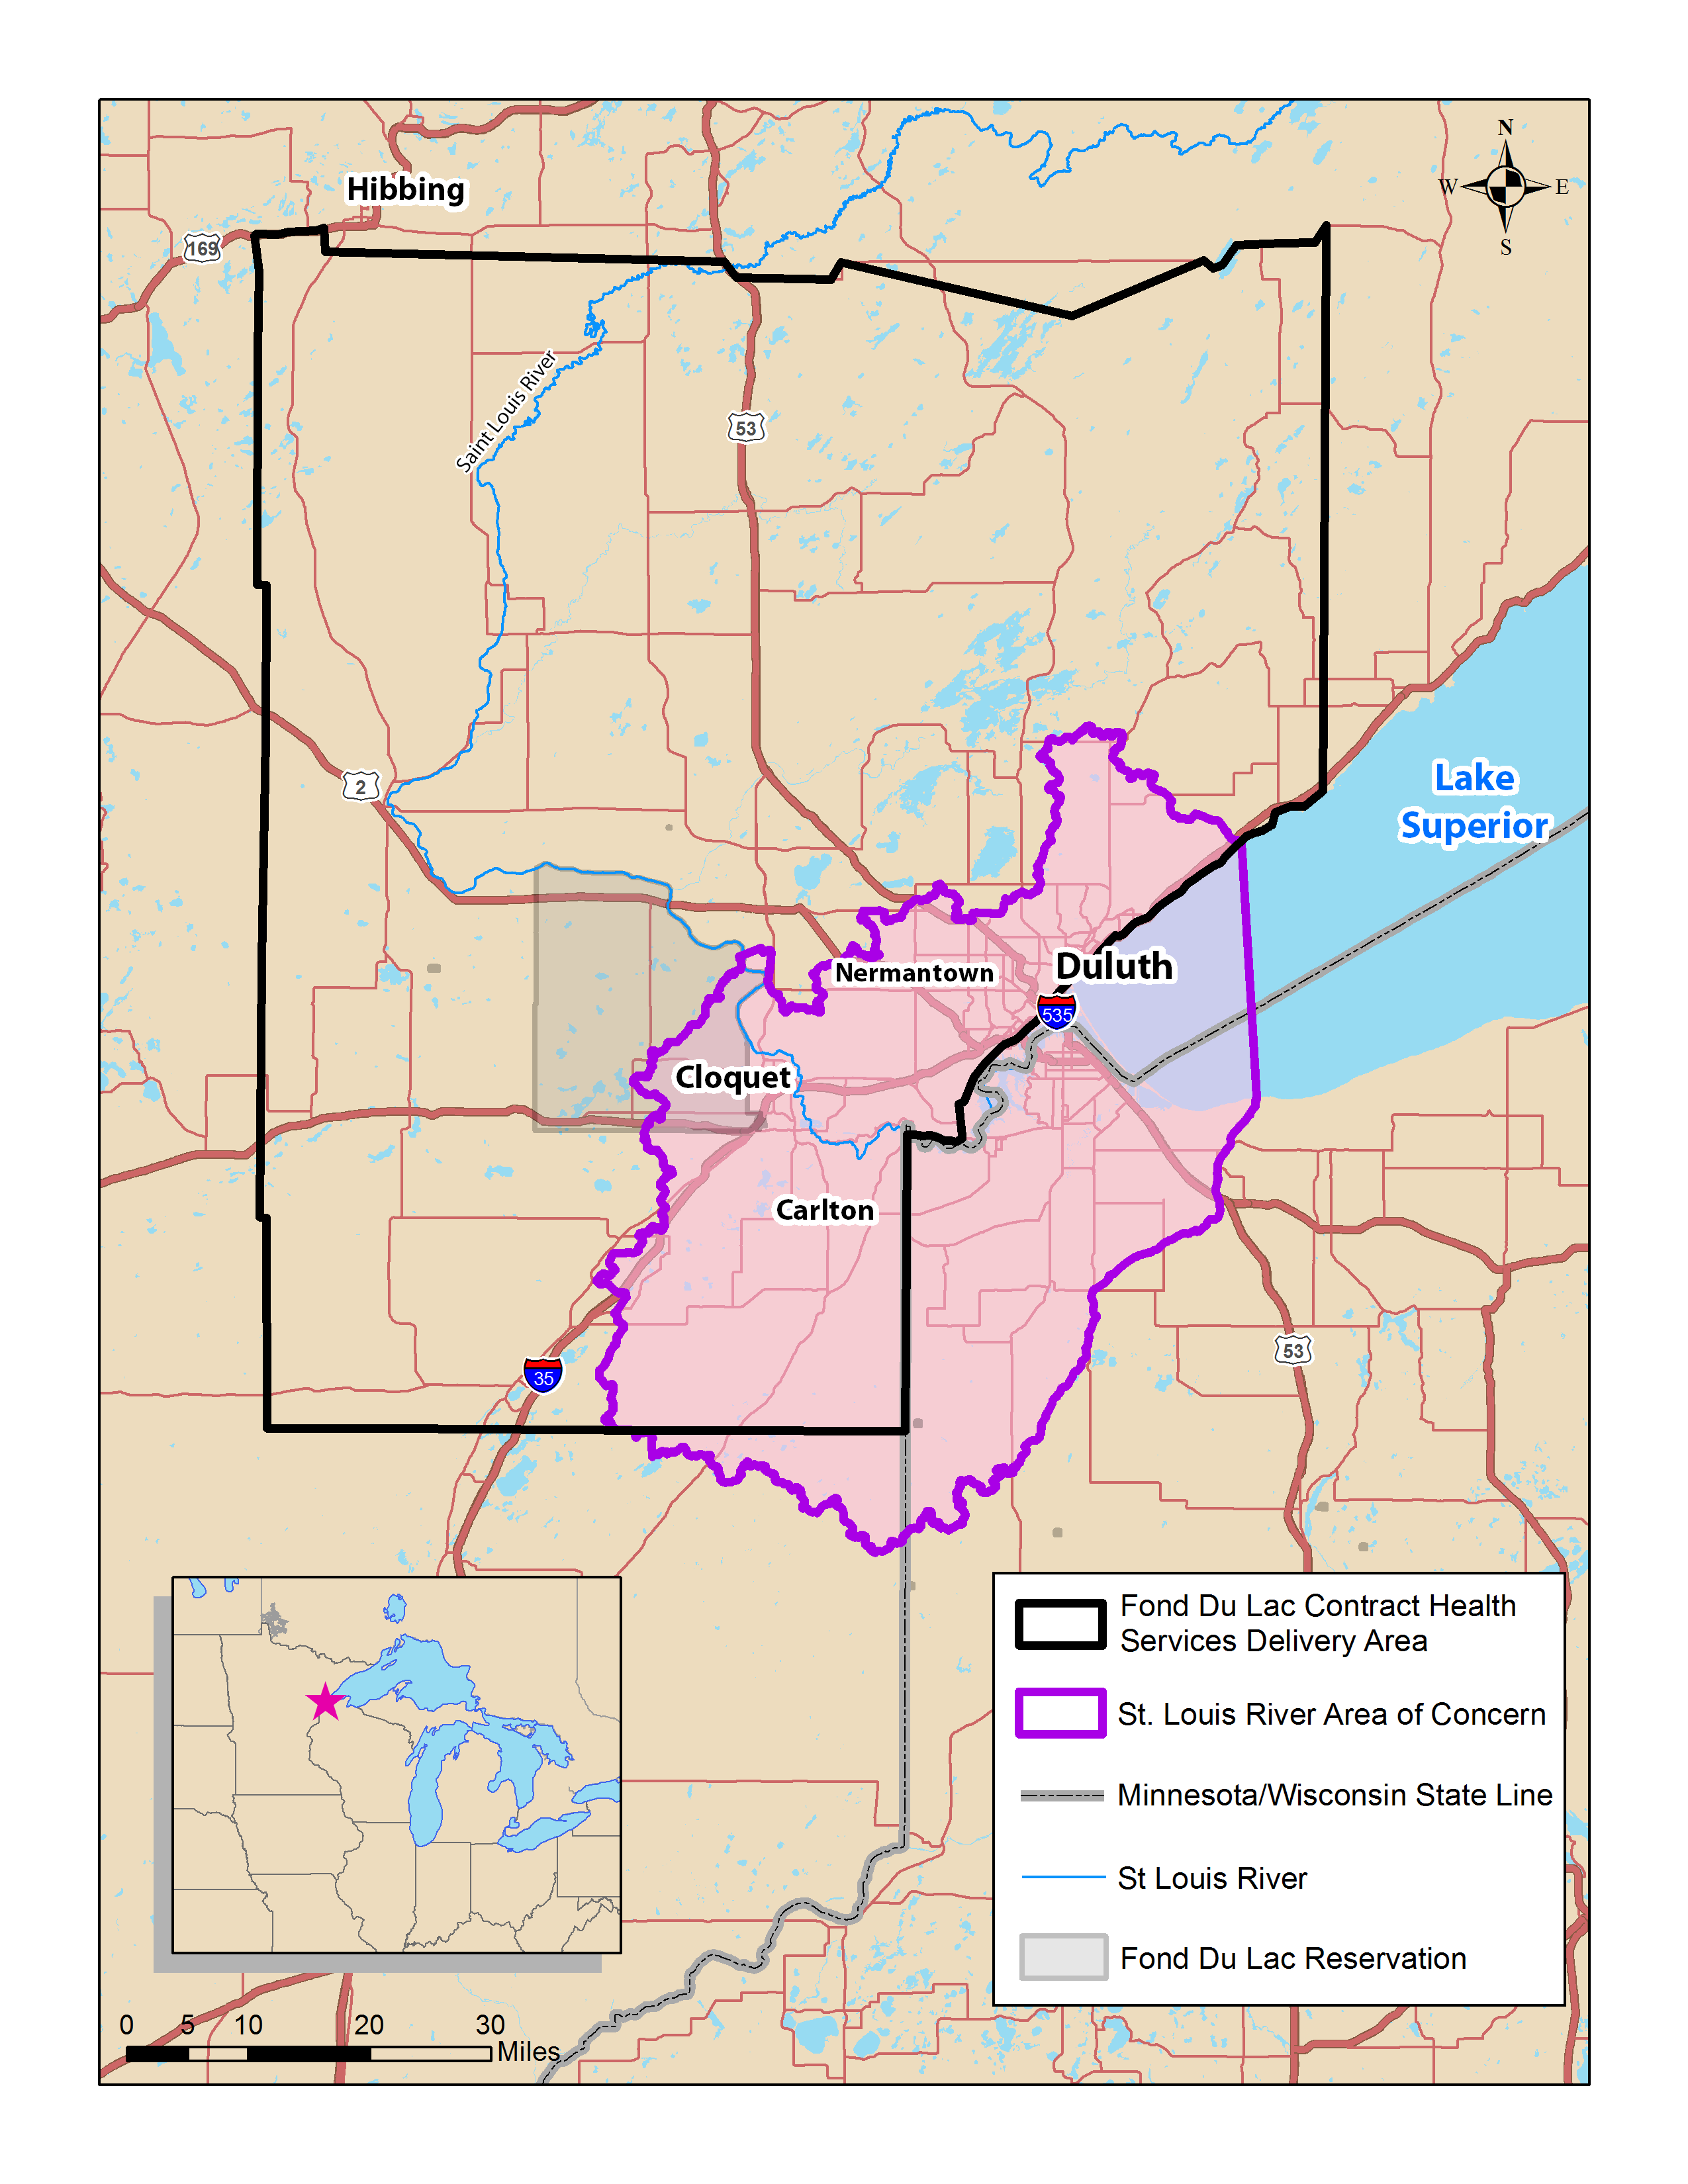 N
W E
S
Hibbing
169
Saint Louis River
53
2
Lake
Superior
Nermantown
Duluth
535
Cloquet
Carlton
53
35
Fond Du Lac Contract Health
Services Delivery Area
St. Louis River Area of Concern
Minnesota/Wisconsin State Line
St Louis River
Fond Du Lac Reservation
0 5 10 20 30
Miles